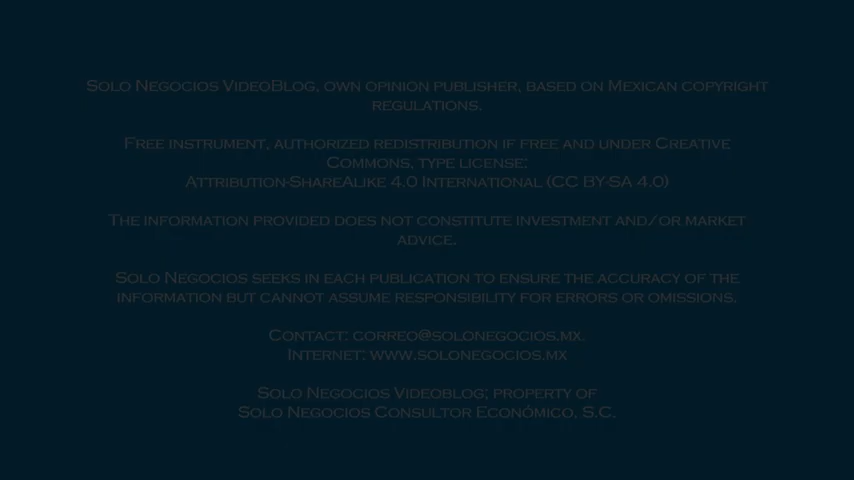 Solo Negocios VideoBlog, own opinion publisher, based on Mexican copyright
regulations.
Free instrument, authorized redistribution if free and under Creative
Commons, type license:
Attribution-ShareAlike 4.0 International (CC BY-SA 4.0)
The information provided does not constitute investment and/or market
advice.
Solo Negocios seeks in each publication to ensure the accuracy of the
information but cannot assume responsibility for errors or omissions.
Contact: correo@solonegocios.mx.
Internet: www.solonegocios.mx
Solo Negocios Videoblog; property of
Solo Negocios Consultor Económico, S.C.